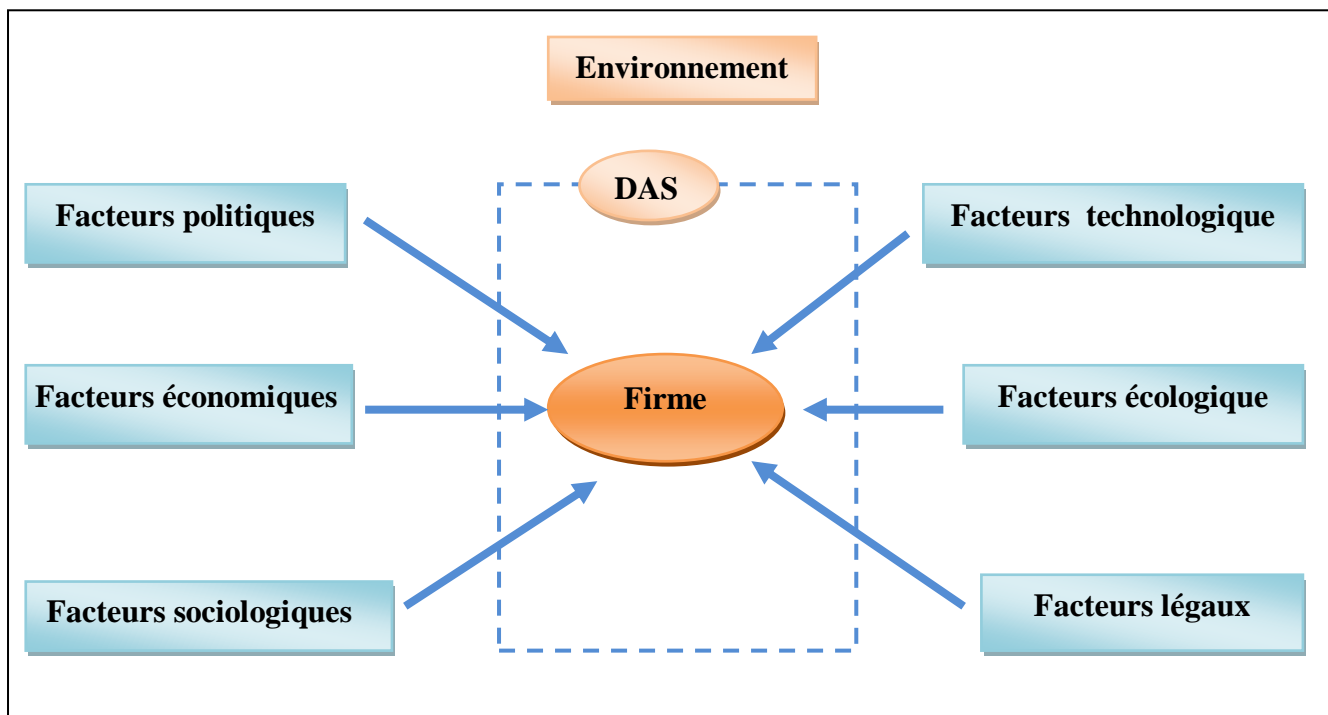 Environnement
DAS
Facteurs politiques
Facteurs technologique
Facteurs économiques
Firme
Facteurs écologique
Facteurs sociologiques
Facteurs légaux